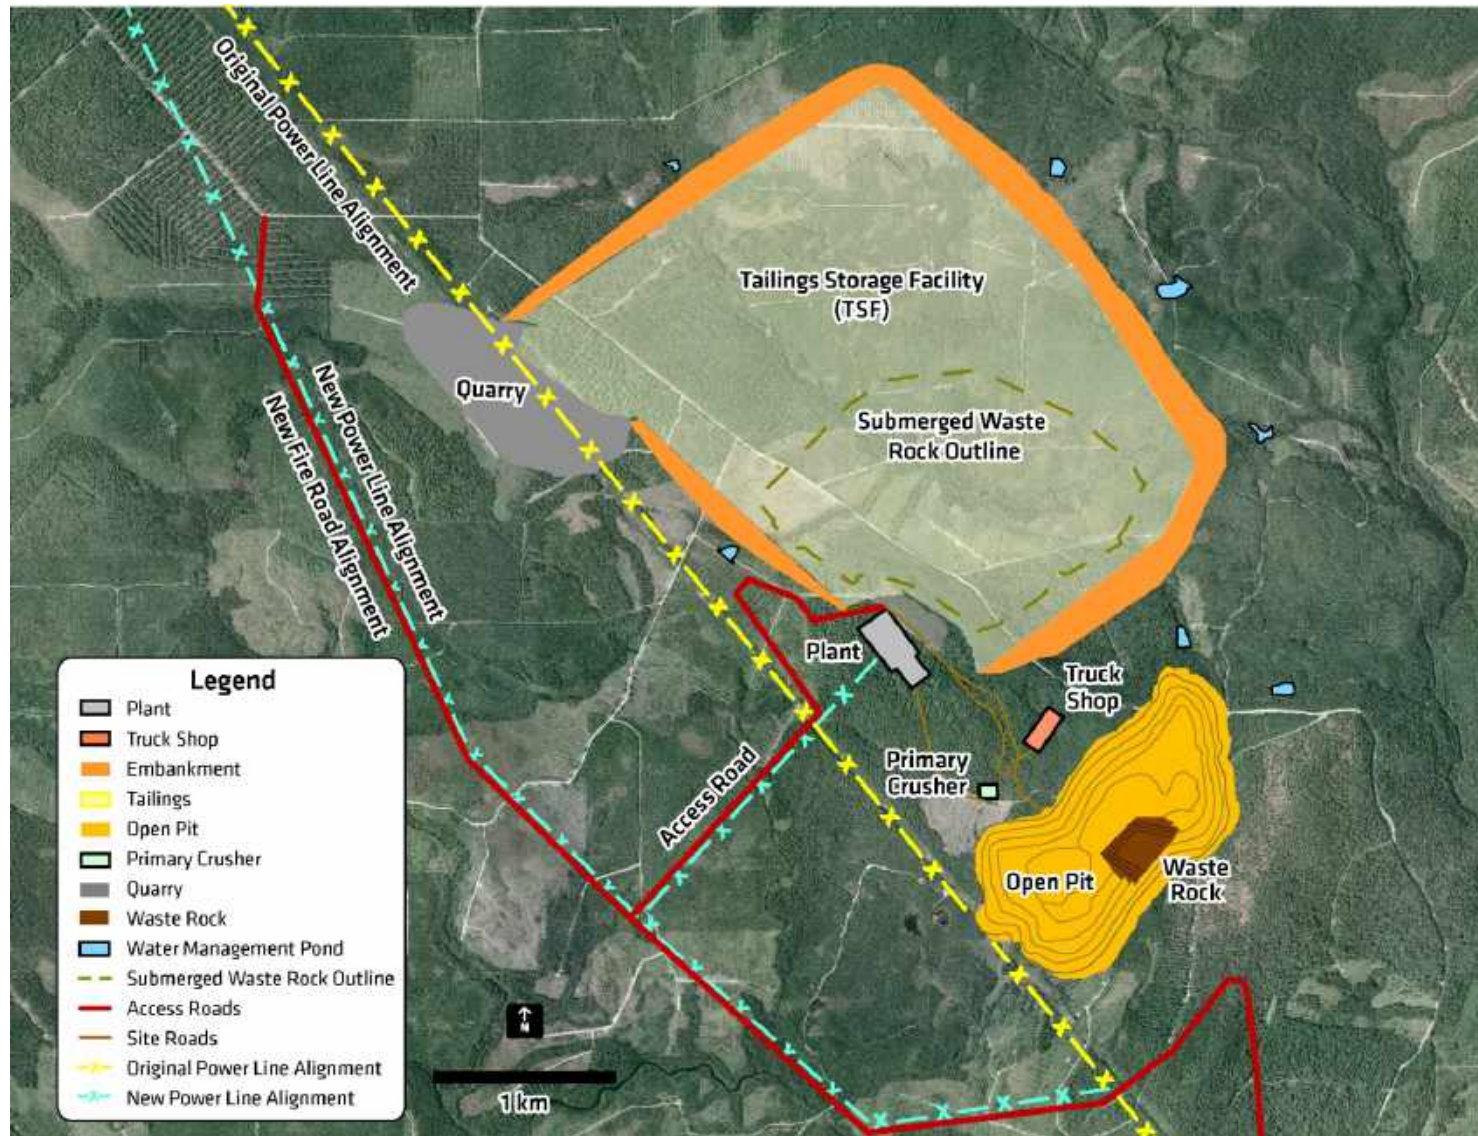 Original Power Line Alignment
Tailings Storage Facility
(TSF)
Quarry
New Power Line Alignment
New Fire Road Alignment
Submerged Waste
Rock Outline
Plant
Truck
Shop
Primary
Crusher
Access Road
Open Pit
Waste
Rock
Legend
Plant
Truck Shop
Embankment
Tailings
Open Pit
Primary Crusher
Quarry
Waste Rock
Water Management Pond
Submerged Waste Rock Outline
Access Roads
Site Roads
Original Power Line Alignment
New Power Line Alignment
N
1 km